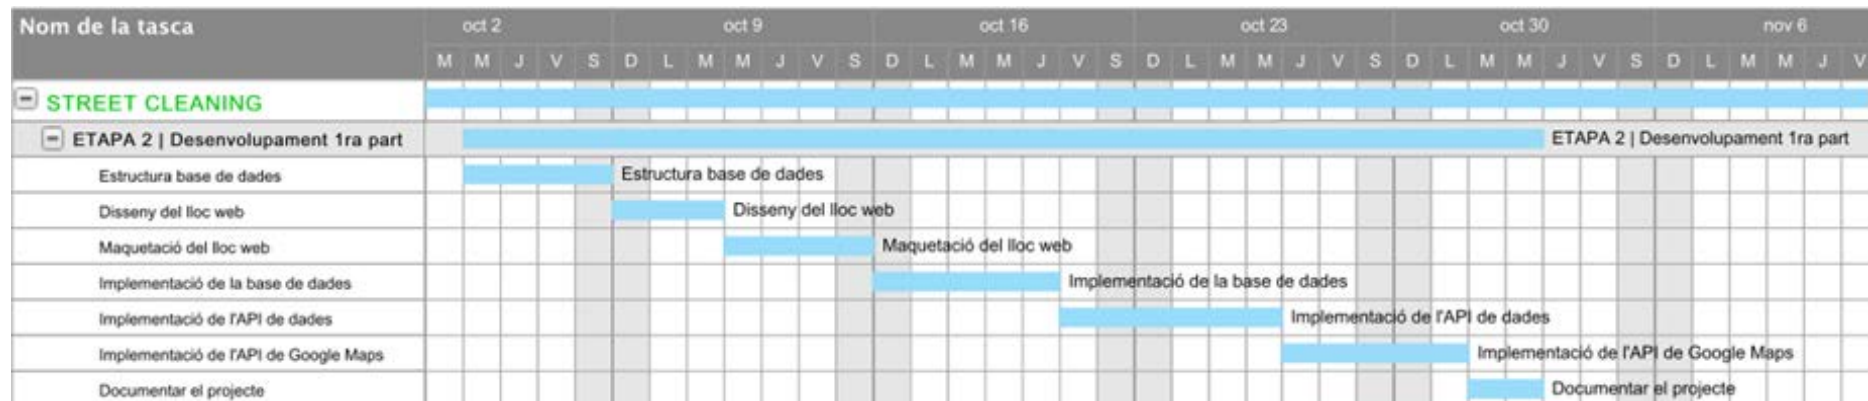 Nom de la tasca oct 2 oct 9 oct 16 oct 23 oct 30 nov 6
M M J V S D L M M J V S D L M M J V S D L M M J V S D L M M J V S D L M M J V
STREET CLEANING
ETAPA 2 | Desenvolupament 1ra part ETAPA 2 | Desenvolupament 1ra part
Estructura base de dades Estructura base de dades
Disseny del lloc web Disseny del lloc web
Maquetació del lloc web Maquetació del lloc web
Implementació de la base de dades Implementació de la base de dades
Implementació de l'API de dades Implementació de l'API de dades
Implementació de l'API de Google Maps Implementació de l'API de Google Maps
Documentar el projecte Documentar el projecte